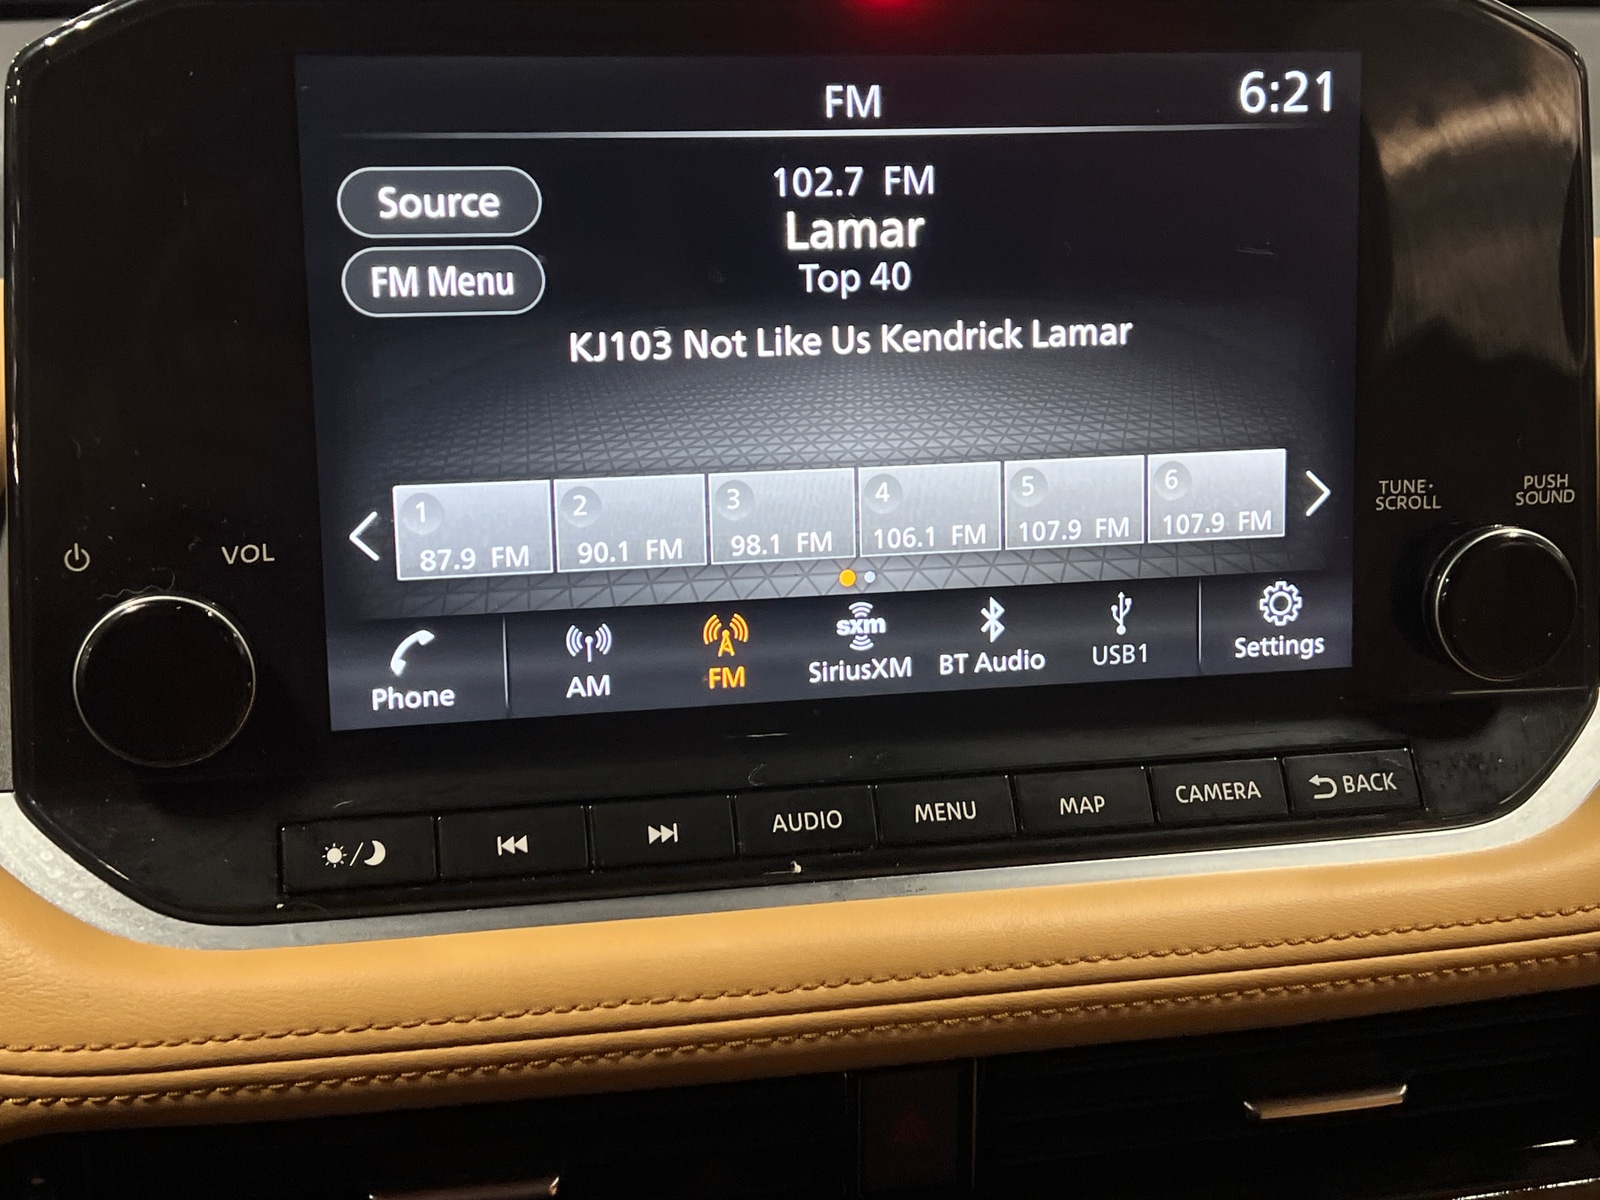 FM
6:21
Source
102.7 FM
Lamar
FM Menu
Top 40
KJ103 Not Like Us Kendrick Lamar
1
87.9 FM
2
90.1 FM
3
98.1 FM
4
106.1 FM
5
107.9 FM
6
107.9 FM
VOL
TUNE·
SCROLL
PUSH
SOUND
Phone
AM
FM
sxm
SiriusXM
BT Audio
USB1
Settings
AUDIO
MENU
MAP
CAMERA
BACK